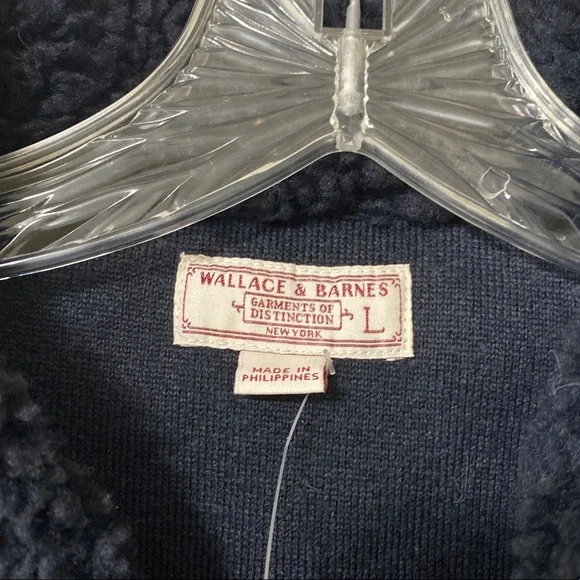 WALLACE & BARNES
GARMENTS OF
DISTINCTION
NEW YORK
L
MADE IN
PHILIPPINES